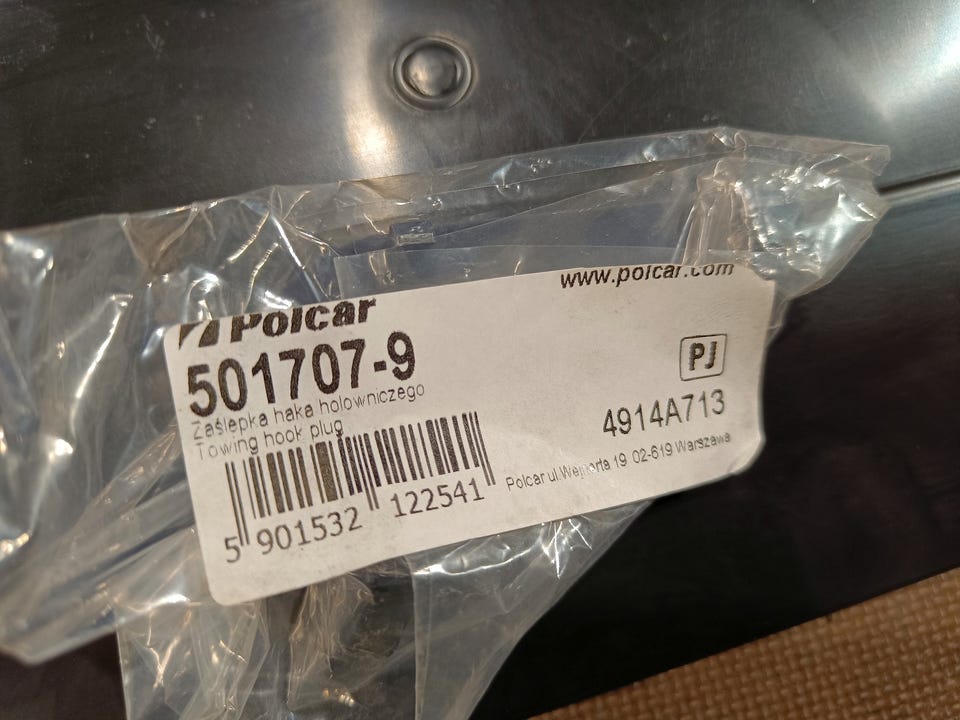 www.polcar.com
Polcar
501707-9
PJ
Zaślepka haka holowniczego
Towing hook plug
4914A713
5 901532 122541
Polcar ul.Wejnerta 19 02-619 Warszawa